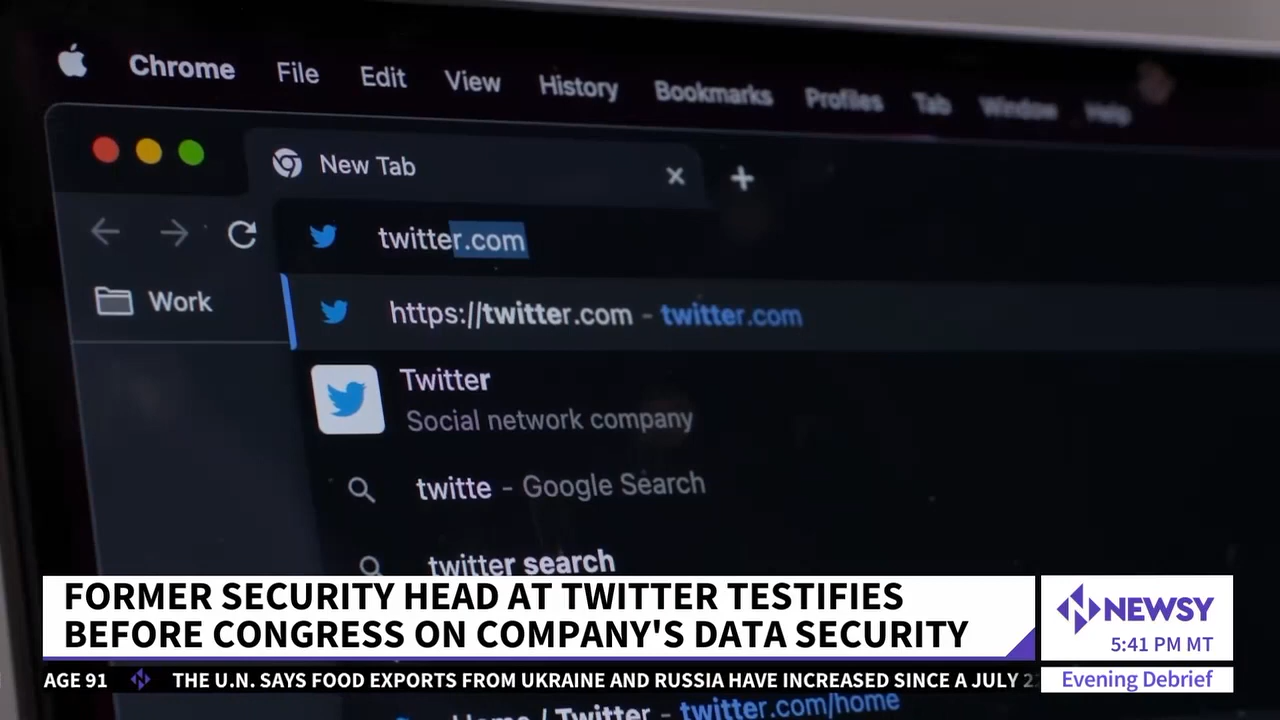 Chrome File Edit View History Bookmarks Profiles Tab Window Help
New Tab
twitter.com
Work
https://twitter.com - twitter.com
Twitter
Social network company
twitte - Google Search
twitter search
FORMER SECURITY HEAD AT TWITTER TESTIFIES
BEFORE CONGRESS ON COMPANY'S DATA SECURITY
NEWSY
5:41 PM MT
AGE 91 THE U.N. SAYS FOOD EXPORTS FROM UKRAINE AND RUSSIA HAVE INCREASED SINCE A JULY
Evening Debrief
Home / Twitter - twitter.com/home